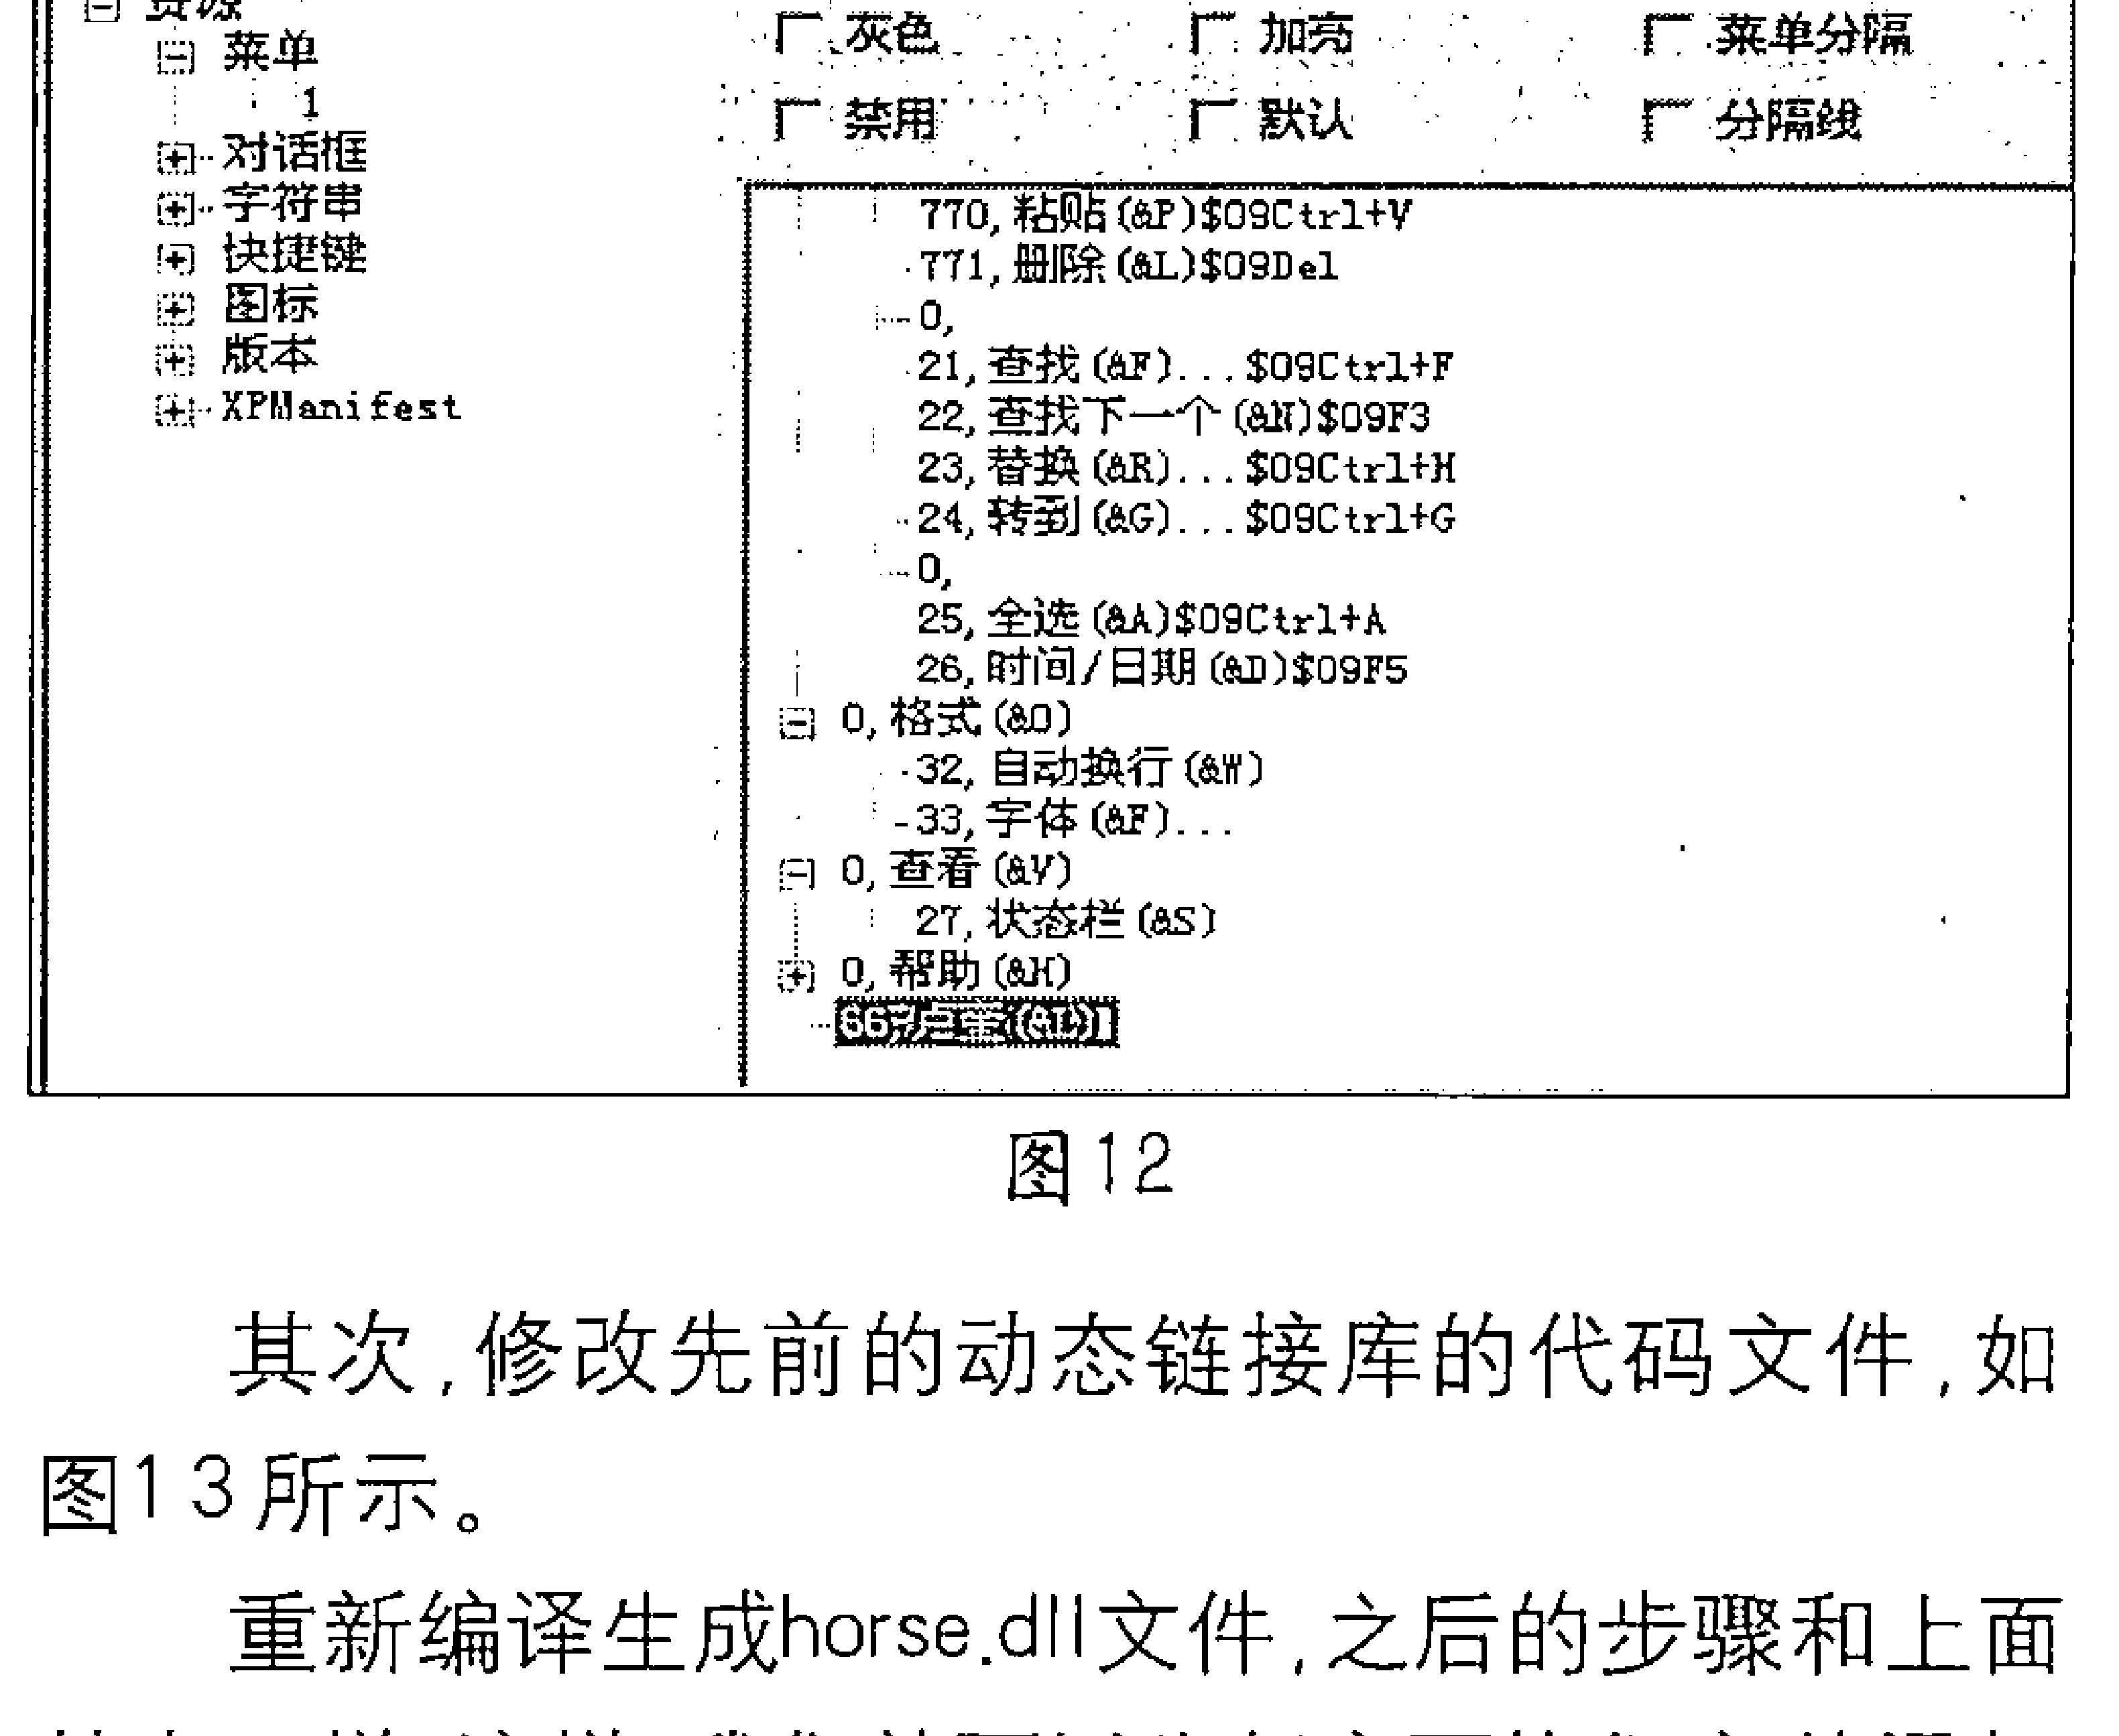 资源
菜单
1
对话框
字符串
快捷键
图标
版本
XPManifest
灰色 加亮 菜单分隔
禁用 默认 分隔线
770,粘贴(&P)$09Ctrl+V
771,删除(&L)$09Del
0,
21,查找(&F)...$09Ctrl+F
22,查找下一个(&N)$09F3
23,替换(&R)...$09Ctrl+H
24,转到(&G)...$09Ctrl+G
0,
25,全选(&A)$09Ctrl+A
26,时间/日期(&D)$09F5
0,格式(&O)
32,自动换行(&W)
33,字体(&F)...
0,查看(&V)
27,状态栏(&S)
0,帮助(&H)
图12
其次,修改先前的动态链接库的代码文件,如
图13所示。
重新编译生成horse.dll文件,之后的步骤和上面